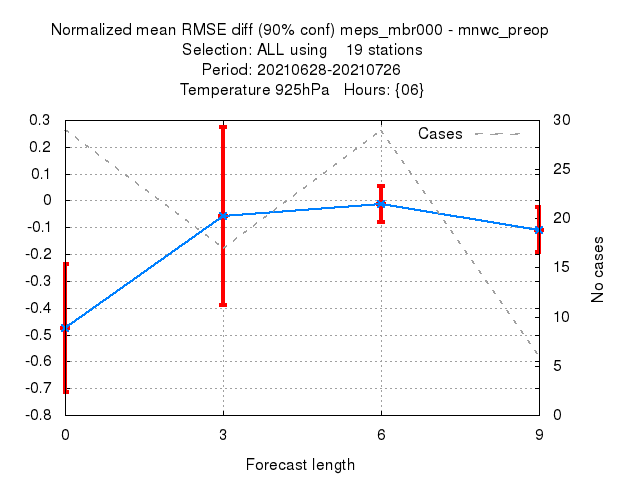 Normalized mean RMSE diff (90% conf) meps_mbr000 - mnwc_preop
Selection: ALL using 19 stations
Period: 20210628-20210726
Temperature 925hPa Hours: {06}
Cases
0.3
0.2
0.1
0
-0.1
-0.2
-0.3
-0.4
-0.5
-0.6
-0.7
-0.8
30
25
20
15
10
5
0
No cases
0 3 6 9
Forecast length